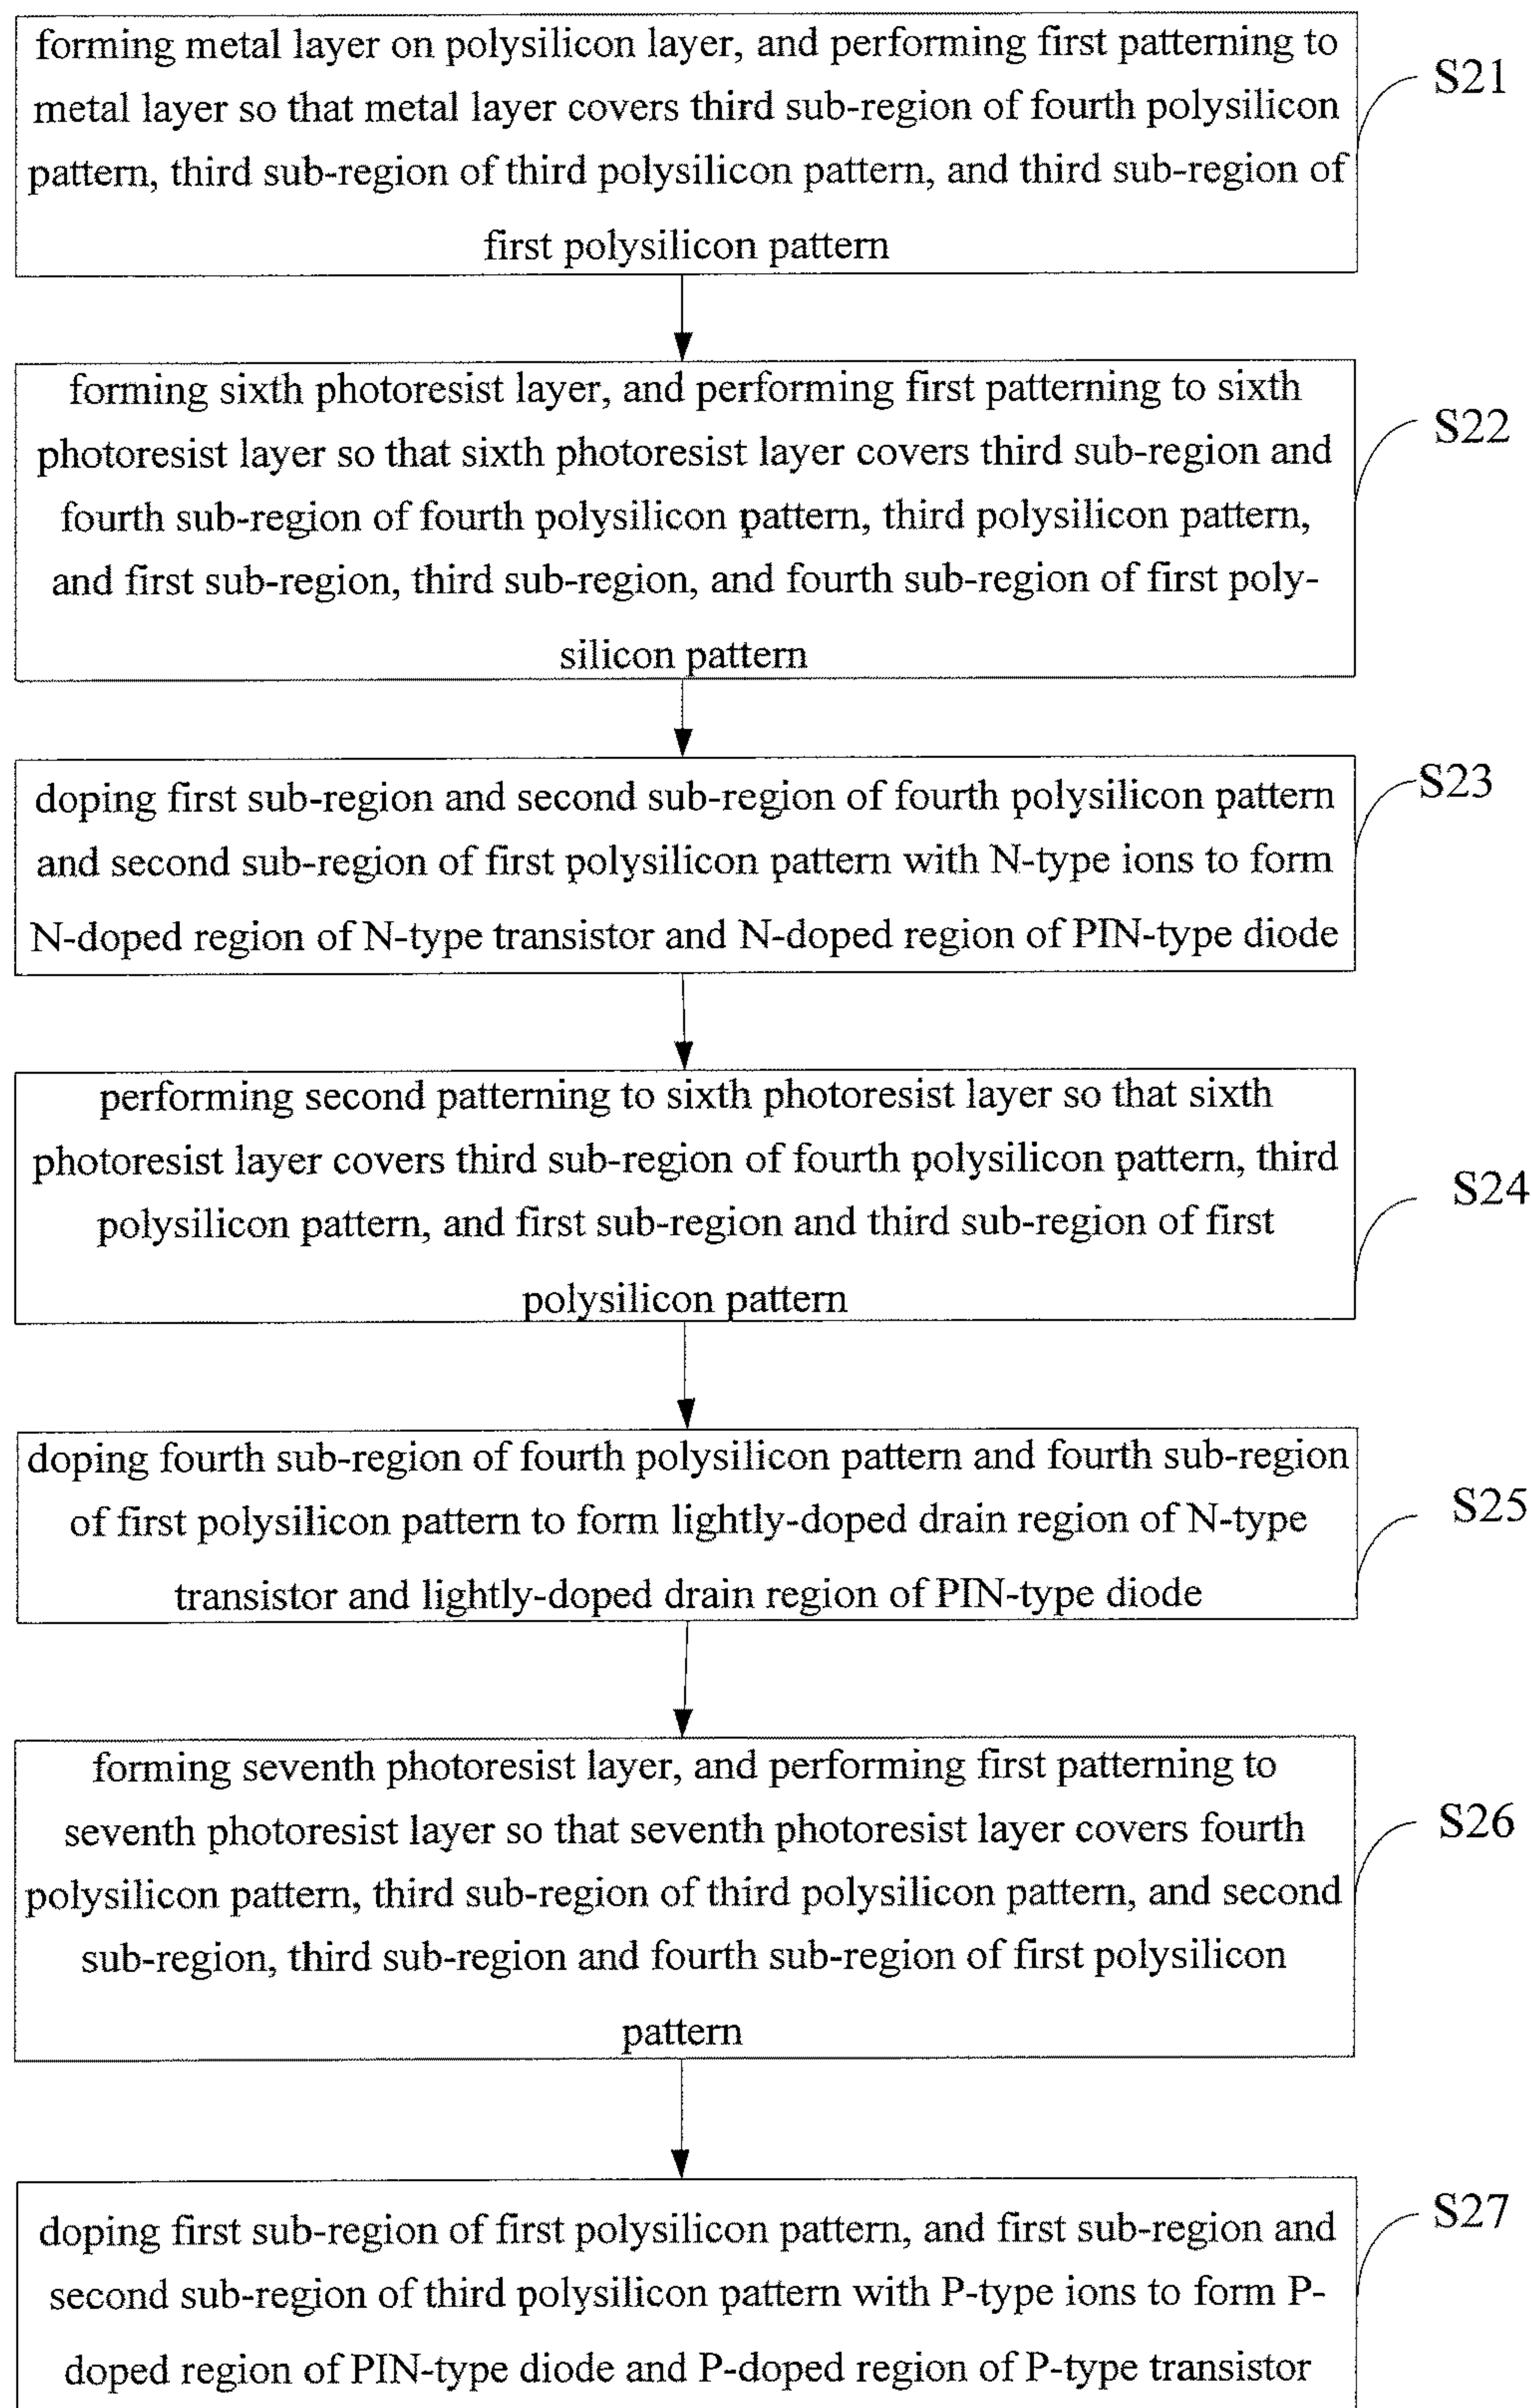 forming metal layer on polysilicon layer, and performing first patterning to
metal layer so that metal layer covers third sub-region of fourth polysilicon
pattern, third sub-region of third polysilicon pattern, and third sub-region of
first polysilicon pattern
S21
forming sixth photoresist layer, and performing first patterning to sixth
photoresist layer so that sixth photoresist layer covers third sub-region and
fourth sub-region of fourth polysilicon pattern, third polysilicon pattern,
and first sub-region, third sub-region, and fourth sub-region of first poly-
silicon pattern
S22
doping first sub-region and second sub-region of fourth polysilicon pattern
and second sub-region of first polysilicon pattern with N-type ions to form
N-doped region of N-type transistor and N-doped region of PIN-type diode
S23
performing second patterning to sixth photoresist layer so that sixth
photoresist layer covers third sub-region of fourth polysilicon pattern, third
polysilicon pattern, and first sub-region and third sub-region of first
polysilicon pattern
S24
doping fourth sub-region of fourth polysilicon pattern and fourth sub-region
of first polysilicon pattern to form lightly-doped drain region of N-type
transistor and lightly-doped drain region of PIN-type diode
S25
forming seventh photoresist layer, and performing first patterning to
seventh photoresist layer so that seventh photoresist layer covers fourth
polysilicon pattern, third sub-region of third polysilicon pattern, and second
sub-region, third sub-region and fourth sub-region of first polysilicon
pattern
S26
doping first sub-region of first polysilicon pattern, and first sub-region and
second sub-region of third polysilicon pattern with P-type ions to form P-
doped region of PIN-type diode and P-doped region of P-type transistor
S27